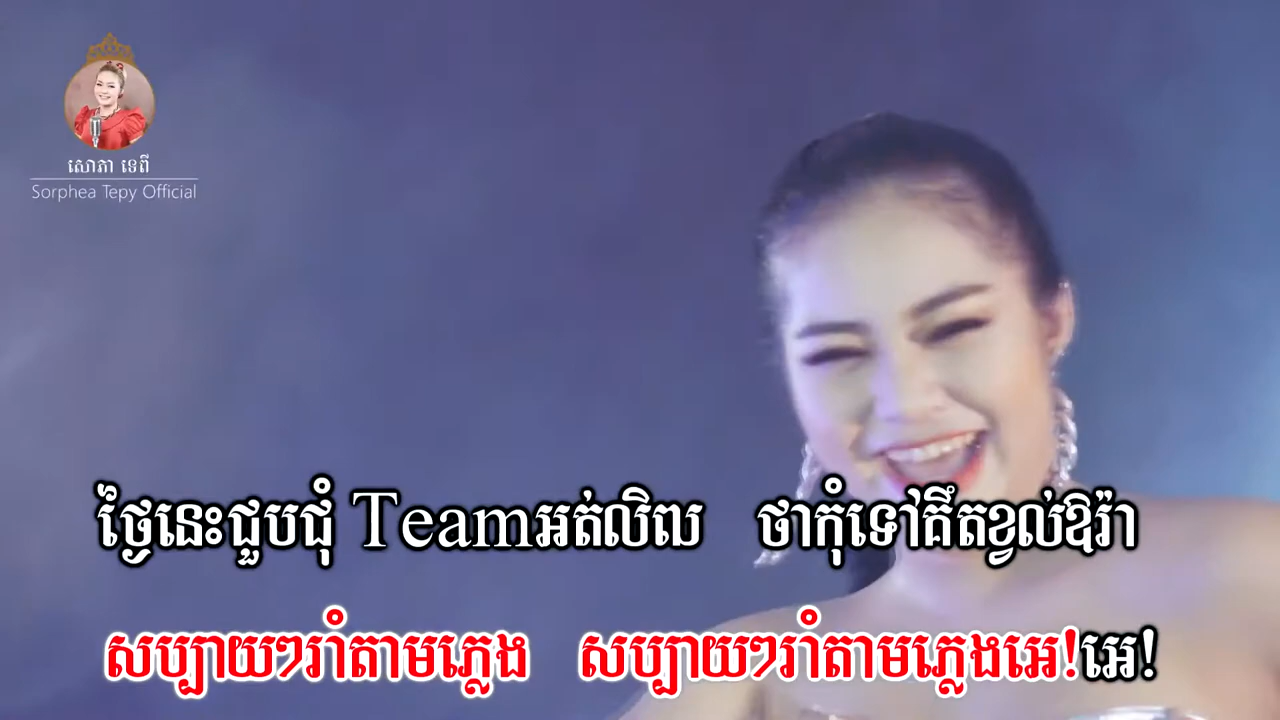 សោភា ទេពី
Sorphea Tepy Official
ថ្ងៃនេះជួបជុំ Teamអត់លិឍ ថាកុំទៅគឹតខ្វល់ឱរ៉ា
សប្បាយៗរាំតាមភ្លេង សប្បាយៗរាំតាមភ្លេងអេ!អេ!